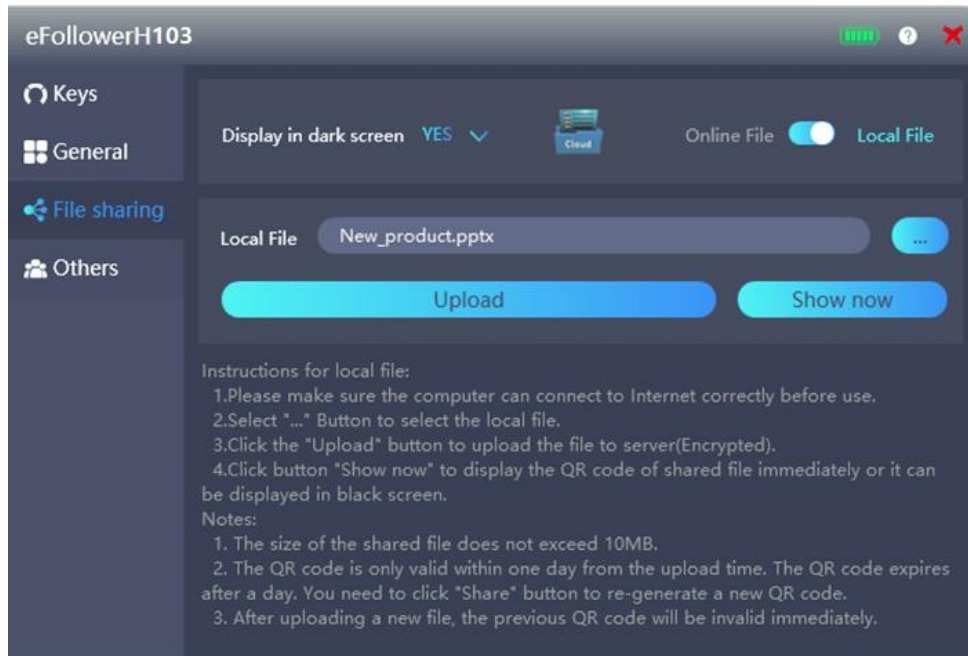 eFollowerH103
?
Keys
General
File sharing
Others
Display in dark screen YES
Cloud
Online File
Local File
Local File
New_product.pptx
...
Upload
Show now
Instructions for local file:
1.Please make sure the computer can connect to Internet correctly before use.
2.Select "..." Button to select the local file.
3.Click the "Upload" button to upload the file to server(Encrypted).
4.Click button "Show now" to display the QR code of shared file immediately or it can
be displayed in black screen.
Notes:
1. The size of the shared file does not exceed 10MB.
2. The QR code is only valid within one day from the upload time. The QR code expires
after a day. You need to click "Share" button to re-generate a new QR code.
3. After uploading a new file, the previous QR code will be invalid immediately.